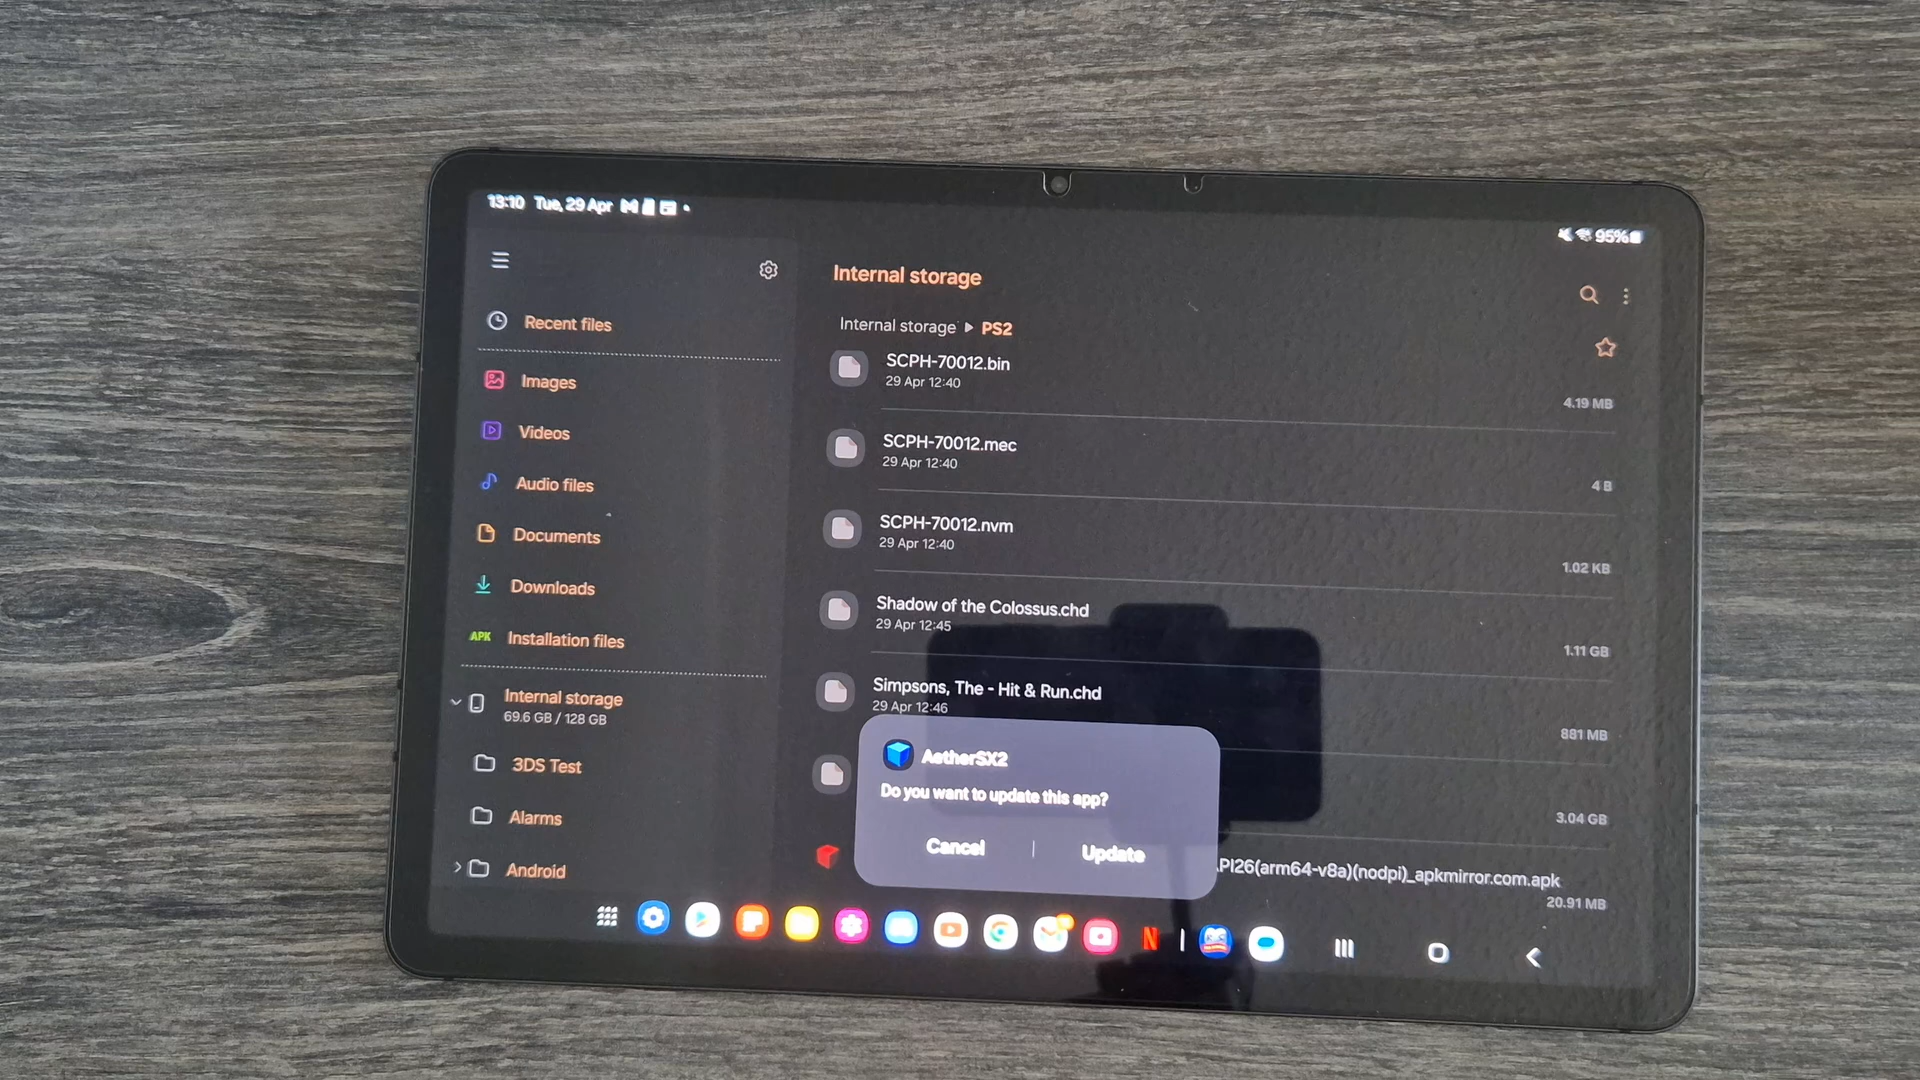 13:10 Tue, 29 Apr
95%
Recent files
Images
Videos
Audio files
Documents
Downloads
APK Installation files
Internal storage
69.6 GB / 128 GB
3DS Test
Alarms
Android
Internal storage
Internal storage PS2
SCPH-70012.bin
29 Apr 12:40
4.19 MB
SCPH-70012.mec
29 Apr 12:40
4 B
SCPH-70012.nvm
29 Apr 12:40
1.02 KB
Shadow of the Colossus.chd
29 Apr 12:45
1.11 GB
Simpsons, The - Hit & Run.chd
29 Apr 12:46
881 MB
3.04 GB
PI26(arm64-v8a)(nodpi)_apkmirror.com.apk
20.91 MB
AetherSX2
Do you want to update this app?
Cancel
Update
N